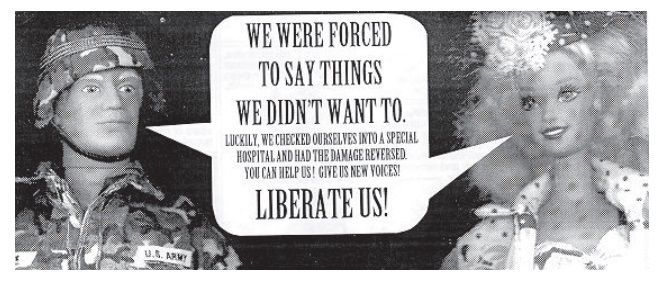 WE WERE FORCED
TO SAY THINGS
WE DIDN'T WANT TO.
LUCKILY, WE CHECKED OURSELVES INTO A SPECIAL
HOSPITAL AND HAD THE DAMAGE REVERSED.
YOU CAN HELP US! GIVE US NEW VOICES!
LIBERATE US!
U.S. ARMY